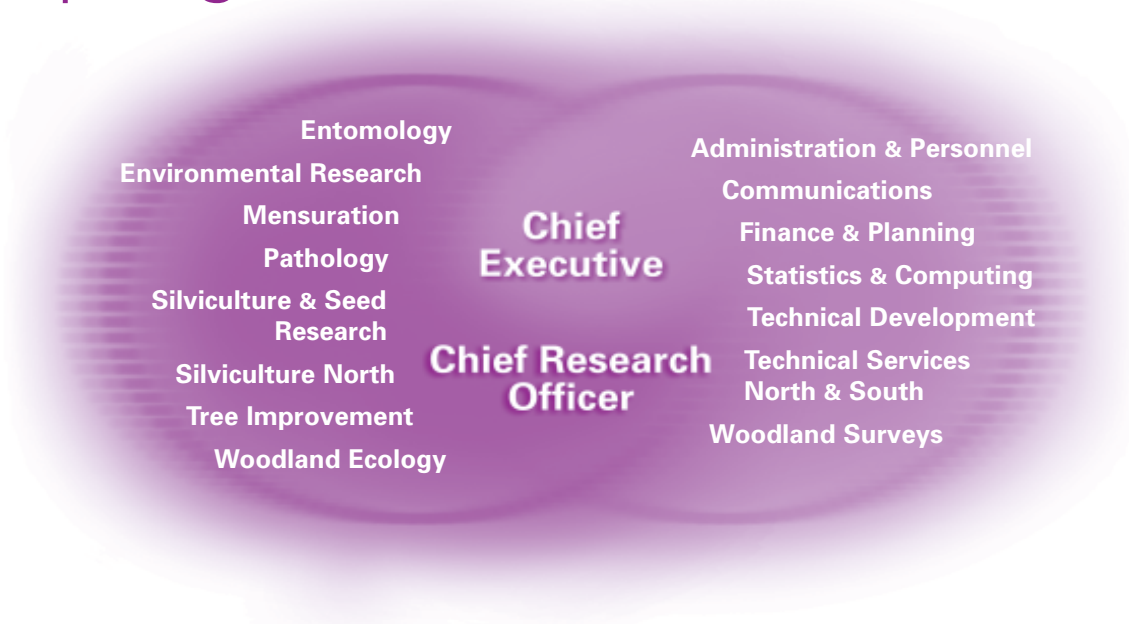 Entomology
Environmental Research
Mensuration
Pathology
Silviculture & Seed
Research
Silviculture North
Tree Improvement
Woodland Ecology
Chief
Executive
Chief Research
Officer
Administration & Personnel
Communications
Finance & Planning
Statistics & Computing
Technical Development
Technical Services
North & South
Woodland Surveys